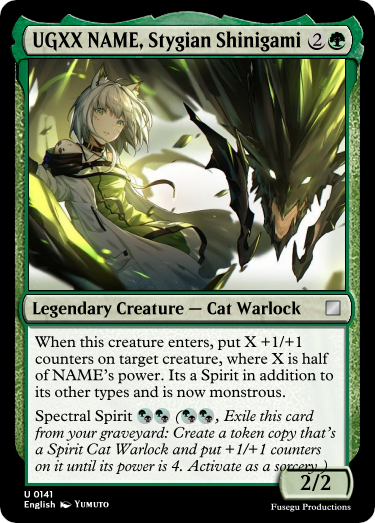 UGXX NAME, Stygian Shinigami 2
Legendary Creature — Cat Warlock
When this creature enters, put X +1/+1
counters on target creature, where X is half
of NAME's power. Its a Spirit in addition to
its other types and is now monstrous.
Spectral Spirit (, Exile this card
from your graveyard: Create a token copy that's
a Spirit Cat Warlock and put +1/+1 counters
on it until its power is 4. Activate as a sorcery.)
2/2
U 0141
English YUMUTO
Fusegu Productions